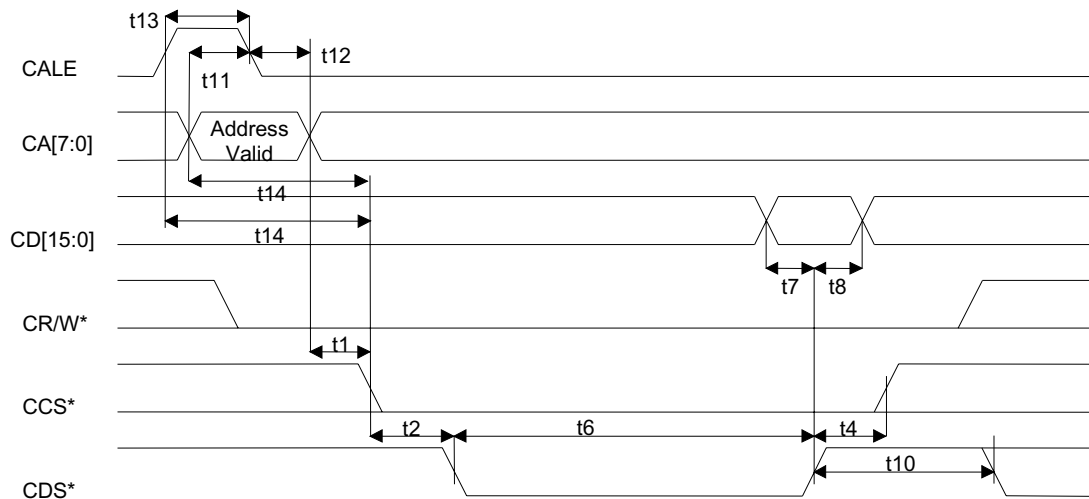 t13
t12
CALE
t11
CA[7:0]
Address
Valid
t14
t14
CD[15:0]
t7
t8
CR/W*
t1
CCS*
t2
t6
t4
t10
CDS*